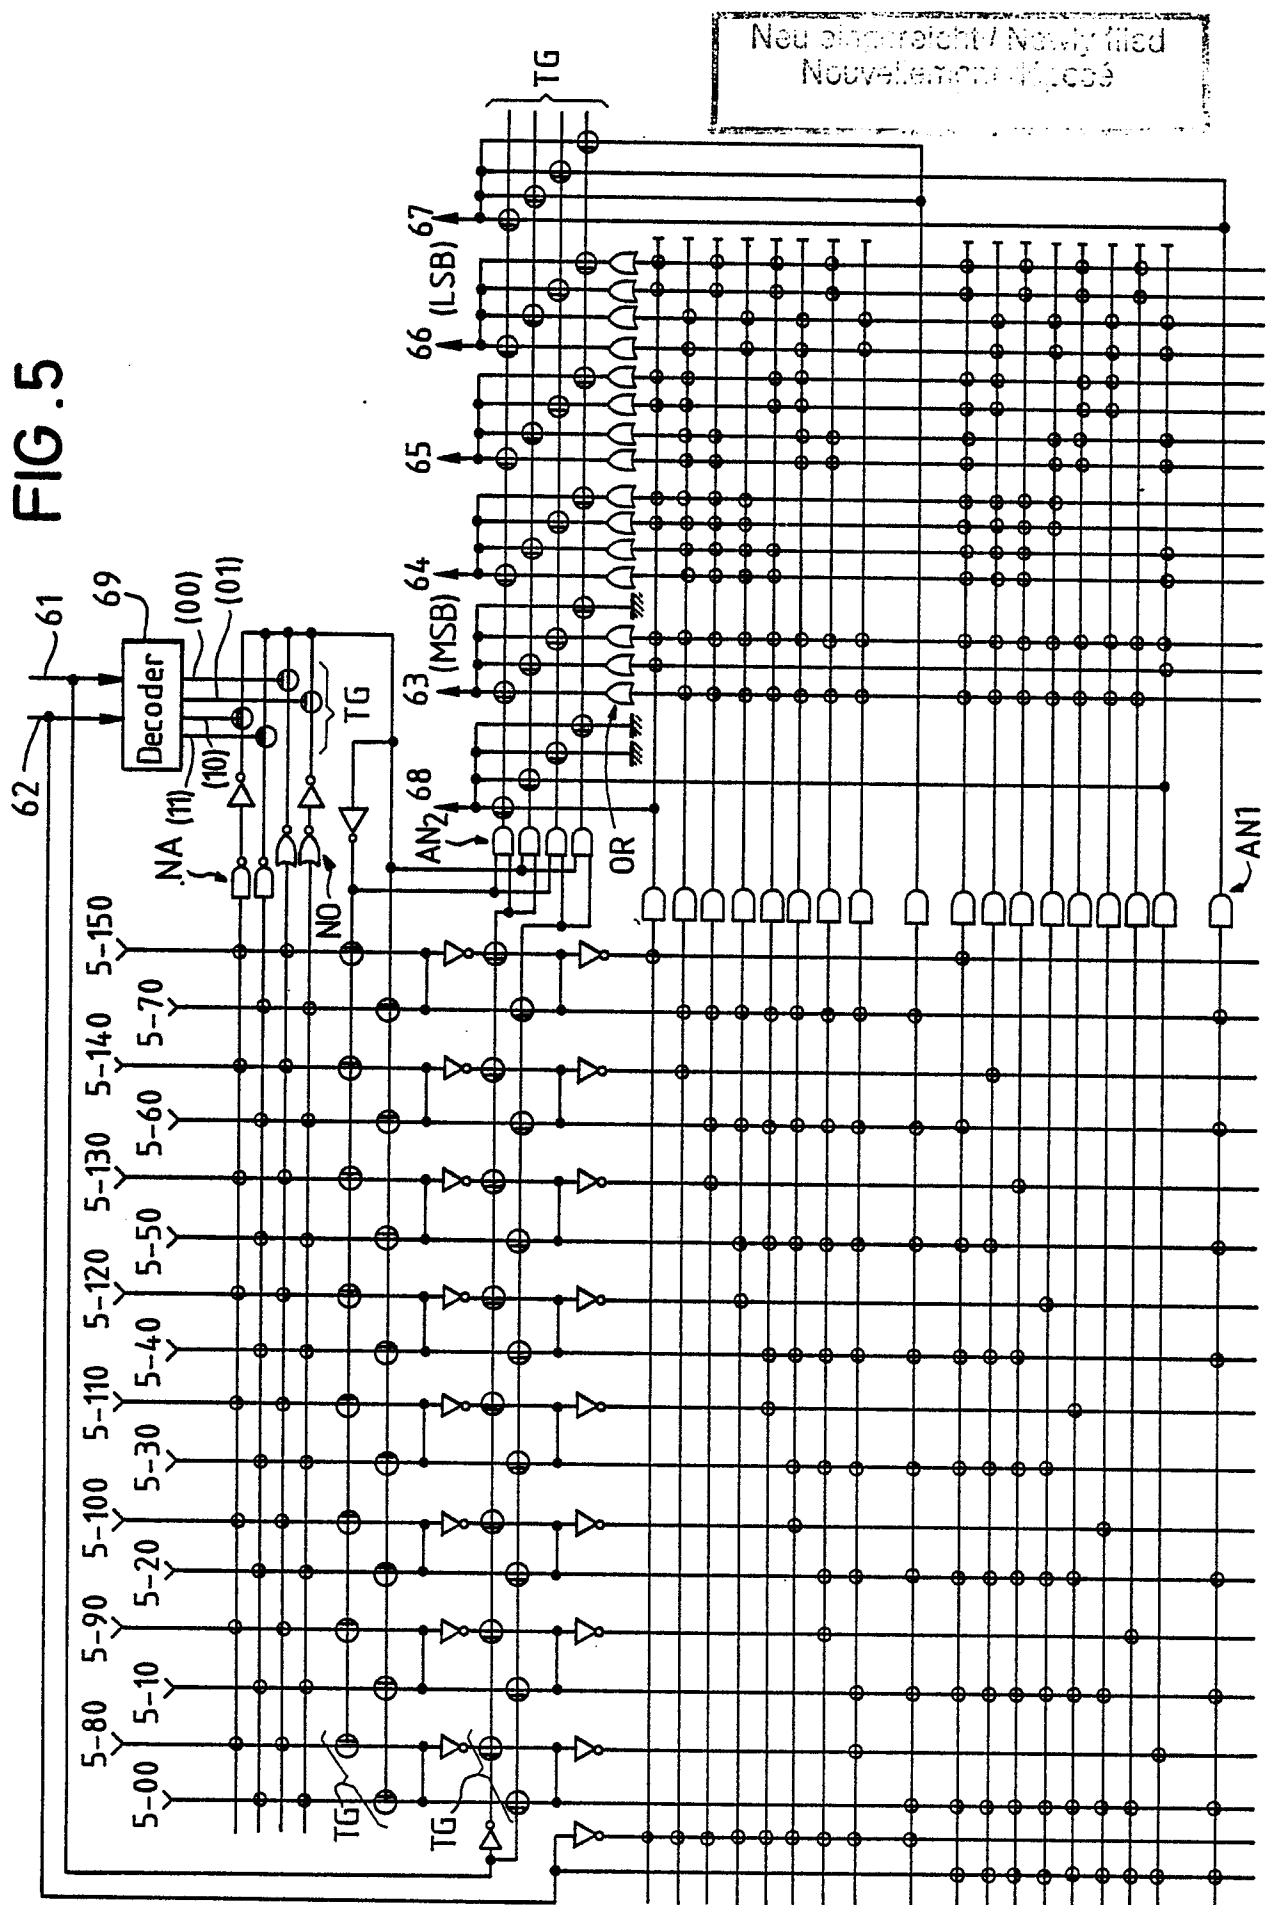 Neu eingereicht / Newly filed
Nouvellement déposé
FIG. 5
62
61
Decoder
69
(00)
(01)
(10)
(11)
TG
NA
NO
5-150
5-70
5-140
5-60
5-130
5-50
5-120
5-40
5-110
5-30
5-100
5-20
5-90
5-10
5-80
5-00
TG
TG
AN2
68
63
(MSB)
64
65
66
(LSB)
67
TG
OR
AN1